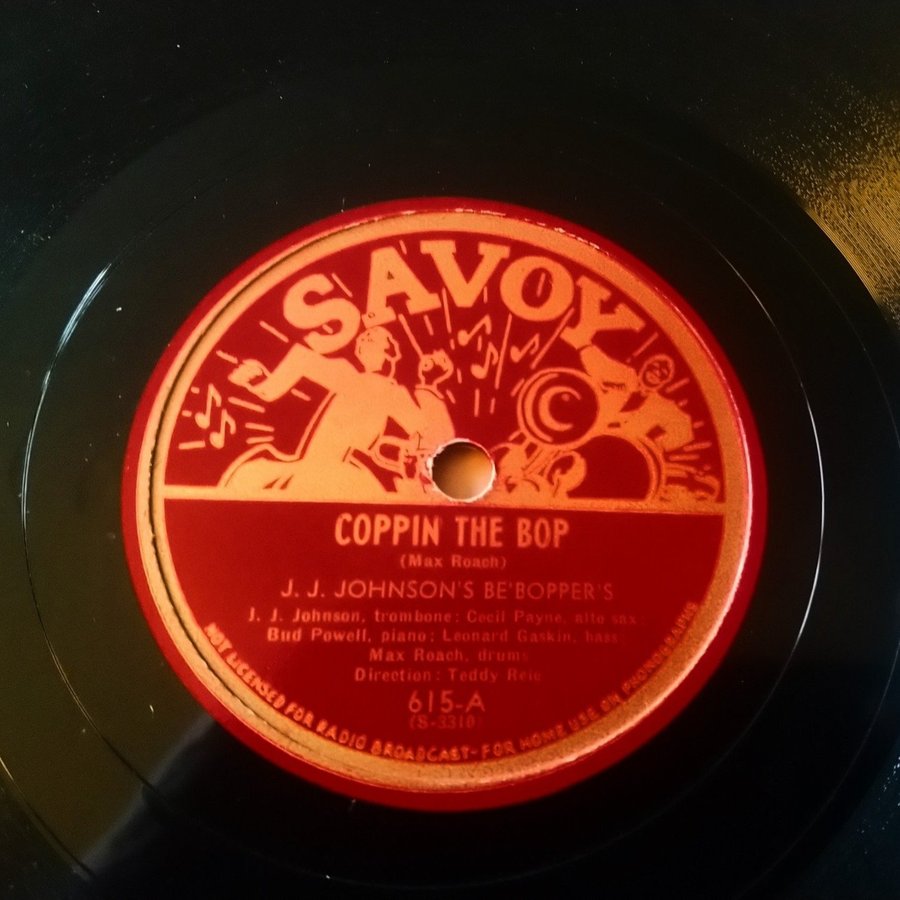 SAVOY
COPPIN THE BOP
(Max Roach)
J. J. JOHNSON'S BE'BOPPER'S
J. J. Johnson, trombone: Cecil Payne, alto sax
Bud Powell, piano; Leonard Gaskin, bass
Max Roach, drums
Direction: Teddy Reig
615-A
(S-3310)
NOT LICENSED FOR RADIO BROADCAST-FOR HOME USE ON PHONOGRAPHS